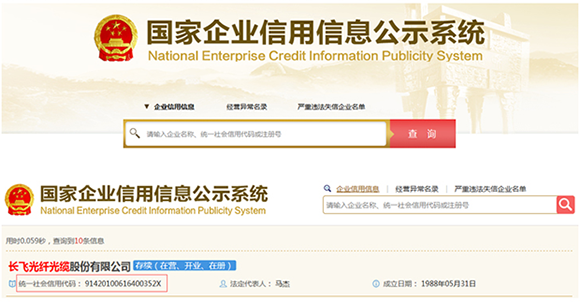 国家企业信用信息公示系统
National Enterprise Credit Information Publicity System
企业信用信息 经营异常名录 严重违法失信企业名单
请输入企业名称、统一社会信用代码或注册号 查 询
国家企业信用信息公示系统
National Enterprise Credit Information Publicity System
企业信用信息 | 经营异常名录 | 严重违法失信企业名单
请输入企业名称、统一社会信用代码或注册号
用时0.059秒，查询到10条信息
长飞光纤光缆股份有限公司 存续（在营、开业、在册）
统一社会信用代码： 91420100616400352X 法定代表人： 马杰 成立日期： 1988年05月31日